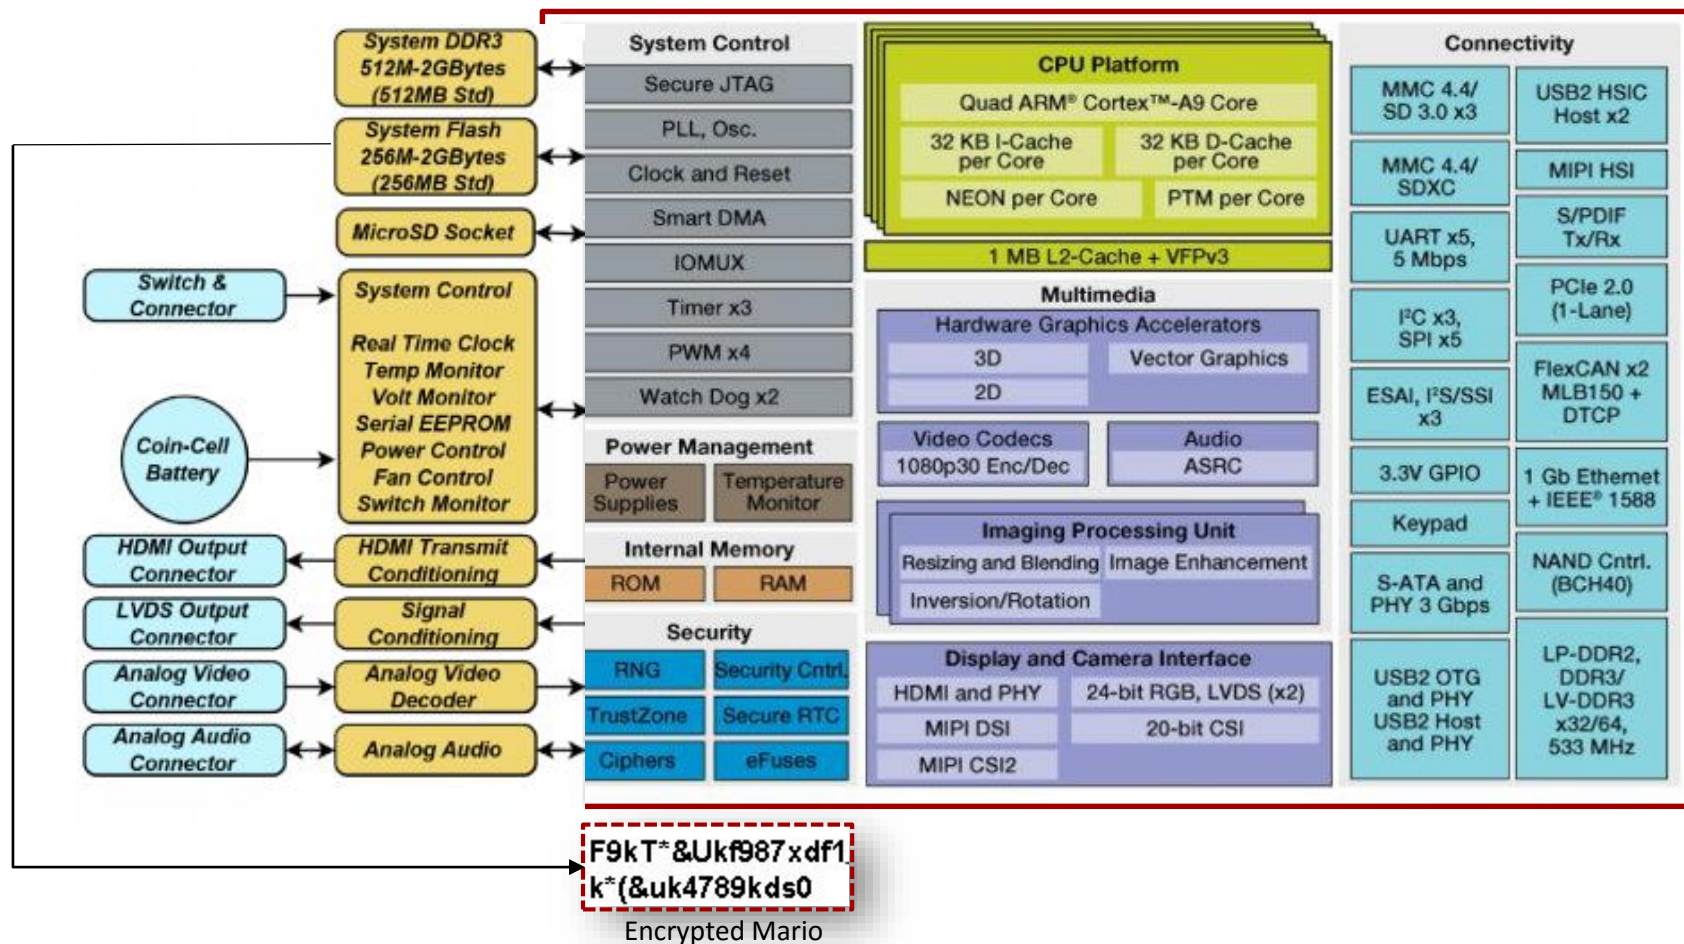 System DDR3
512M-2GBytes
(512MB Std)
System Flash
256M-2GBytes
(256MB Std)
MicroSD Socket
Switch &
Connector
System Control
Real Time Clock
Temp Monitor
Volt Monitor
Serial EEPROM
Power Control
Fan Control
Switch Monitor
Coin-Cell
Battery
HDMI Output
Connector
HDMI Transmit
Conditioning
LVDS Output
Connector
Signal
Conditioning
Analog Video
Connector
Analog Video
Decoder
Analog Audio
Connector
Analog Audio
System Control
Secure JTAG
PLL, Osc.
Clock and Reset
Smart DMA
IOMUX
Timer x3
PWM x4
Watch Dog x2
Power Management
Power
Supplies
Temperature
Monitor
Internal Memory
ROM
RAM
Security
RNG
Security Cntrl.
TrustZone
Secure RTC
Ciphers
eFuses
CPU Platform
Quad ARM® Cortex™-A9 Core
32 KB I-Cache
per Core
32 KB D-Cache
per Core
NEON per Core
PTM per Core
1 MB L2-Cache + VFPv3
Multimedia
Hardware Graphics Accelerators
3D
Vector Graphics
2D
Video Codecs
1080p30 Enc/Dec
Audio
ASRC
Imaging Processing Unit
Resizing and Blending
Image Enhancement
Inversion/Rotation
Display and Camera Interface
HDMI and PHY
24-bit RGB, LVDS (x2)
MIPI DSI
20-bit CSI
MIPI CSI2
Connectivity
MMC 4.4/
SD 3.0 x3
MMC 4.4/
SDXC
UART x5,
5 Mbps
I²C x3,
SPI x5
ESAI, I²S/SSI
x3
3.3V GPIO
Keypad
S-ATA and
PHY 3 Gbps
USB2 OTG
and PHY
USB2 Host
and PHY
USB2 HSIC
Host x2
MIPI HSI
S/PDIF
Tx/Rx
PCIe 2.0
(1-Lane)
FlexCAN x2
MLB150 +
DTCP
1 Gb Ethernet
+ IEEE® 1588
NAND Cntrl.
(BCH40)
LP-DDR2,
DDR3/
LV-DDR3
x32/64,
533 MHz
F9kT*&Ukf987xdf1_
k*(&uk4789kds0
Encrypted Mario